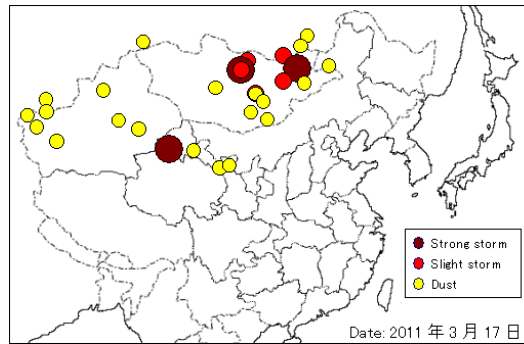 Strong storm
Slight storm
Dust
Date: 2011 年 3 月 17 日